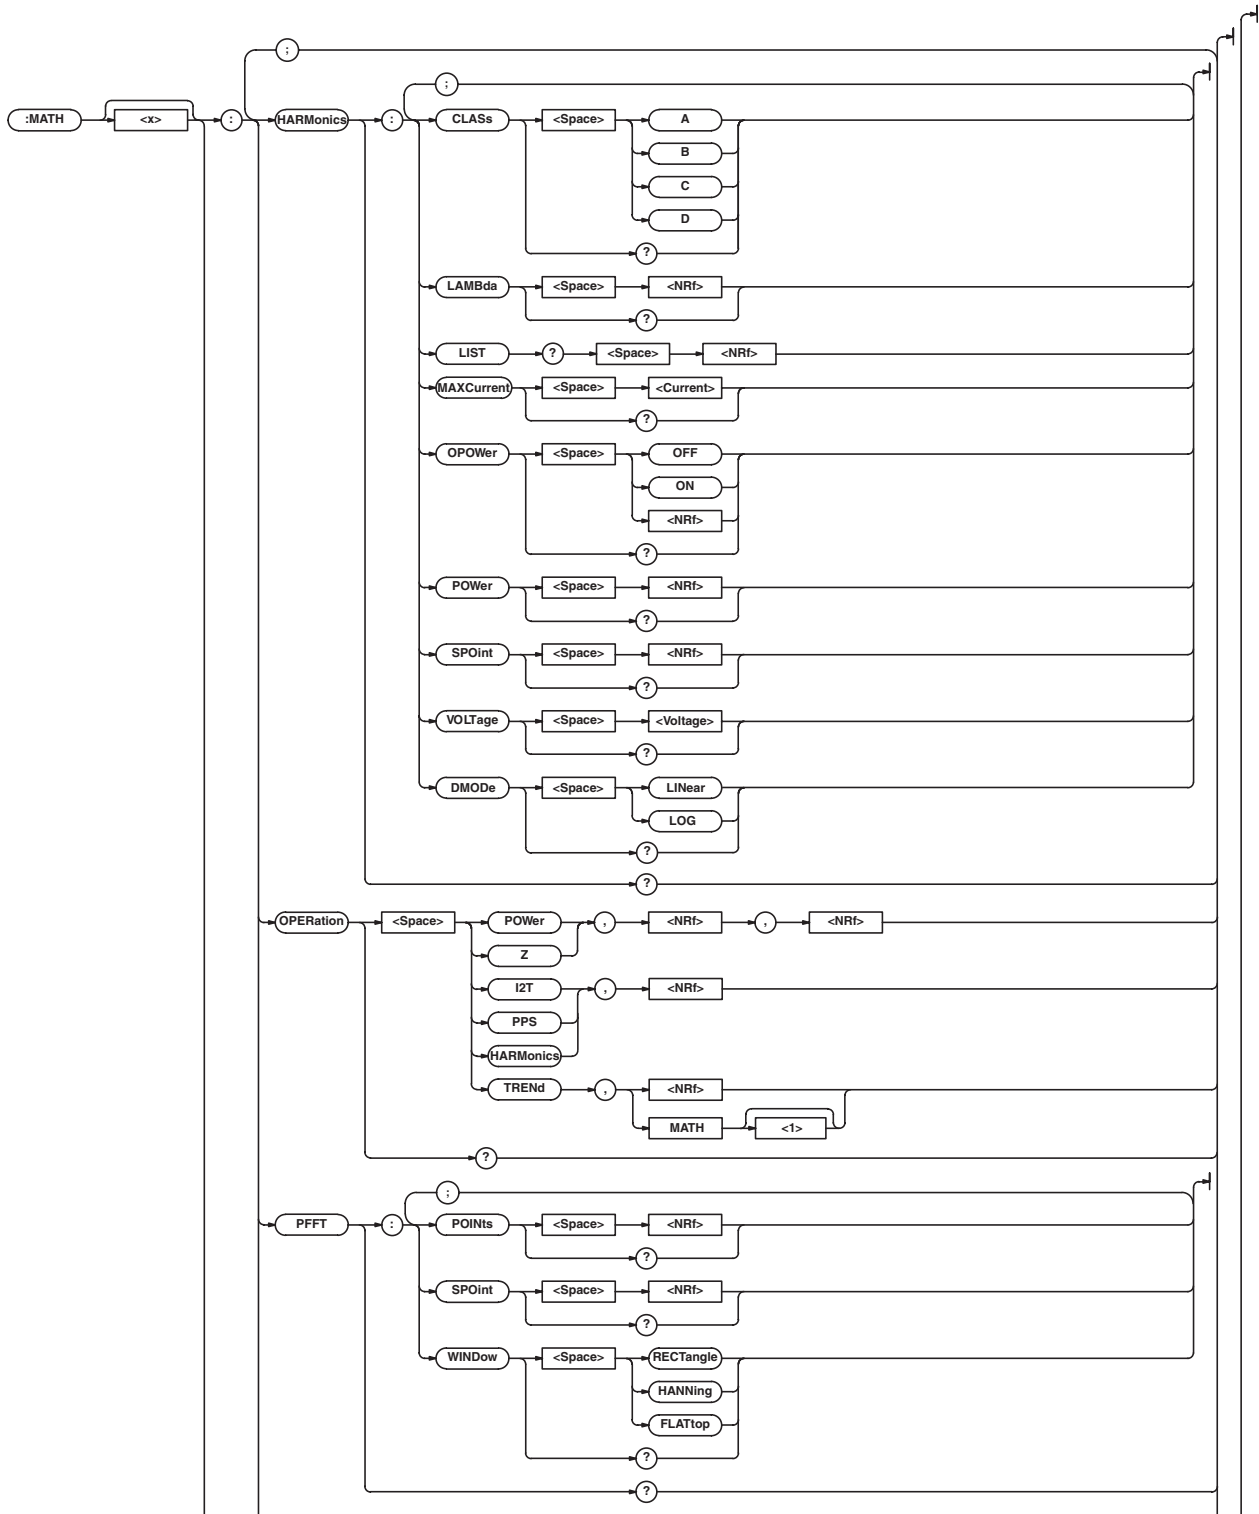 ;
;
:MATH <x> : HARMonics : CLASs <Space> A
B
C
D
?
LAMBda <Space> <NRf>
?
LIST ? <Space> <NRf>
MAXCurrent <Space> <Current>
?
OPOWer <Space> OFF
ON
<NRf>
?
POWer <Space> <NRf>
?
SPOint <Space> <NRf>
?
VOLTage <Space> <Voltage>
?
DMODe <Space> LINear
LOG
?
?
OPERation <Space> POWer , <NRf> , <NRf>
Z
I2T , <NRf>
PPS
HARMonics
TRENd , <NRf>
MATH <1>
?
;
PFFT : POINts <Space> <NRf>
?
SPOint <Space> <NRf>
?
WINDow <Space> RECTangle
HANNing
FLATtop
?
?